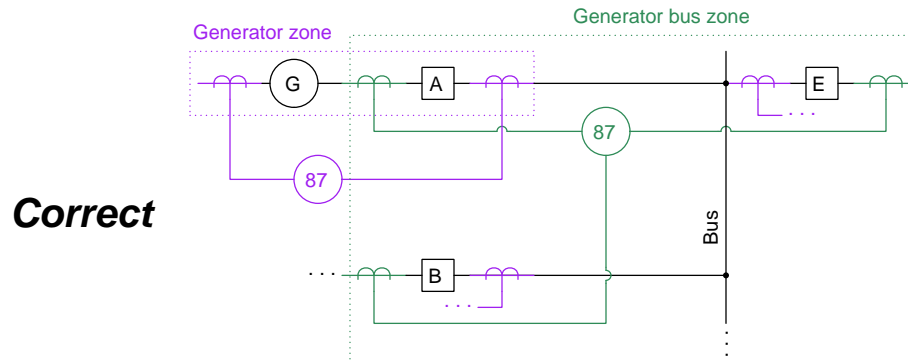 Generator bus zone
Generator zone
G
A
E
87
87
Correct
Bus
B